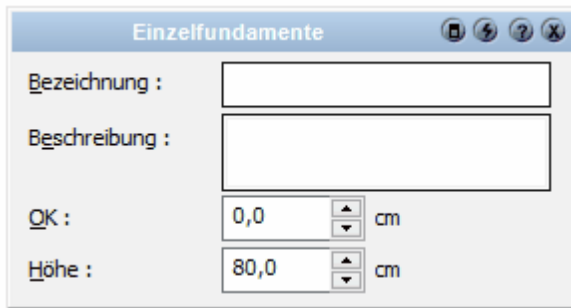 Einzelfundamente
Bezeichnung :
Beschreibung :
OK : 0,0 cm
Höhe : 80,0 cm